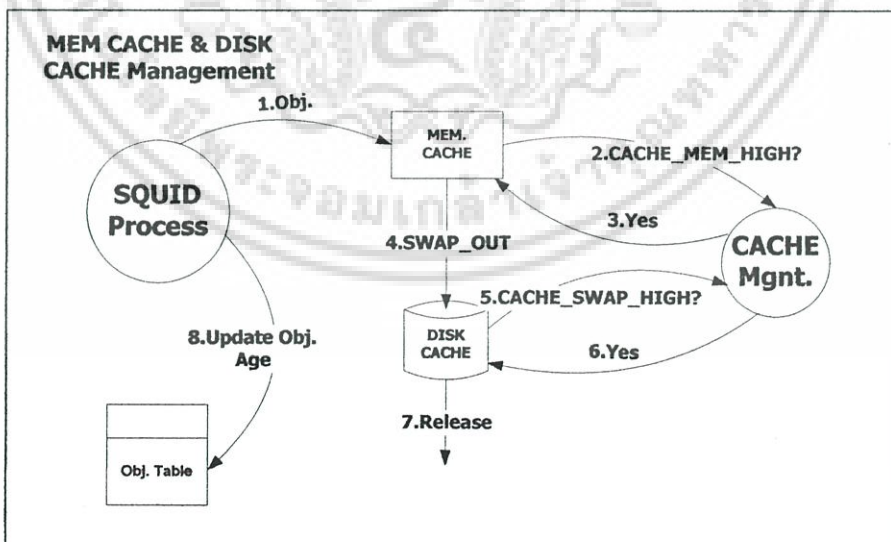 MEM CACHE & DISK
CACHE Management
1.Obj.
MEM.
CACHE
2.CACHE_MEM_HIGH?
SQUID
Process
3.Yes
4.SWAP_OUT
CACHE
Mgnt.
5.CACHE_SWAP_HIGH?
DISK
CACHE
8.Update Obj.
Age
6.Yes
7.Release
Obj. Table